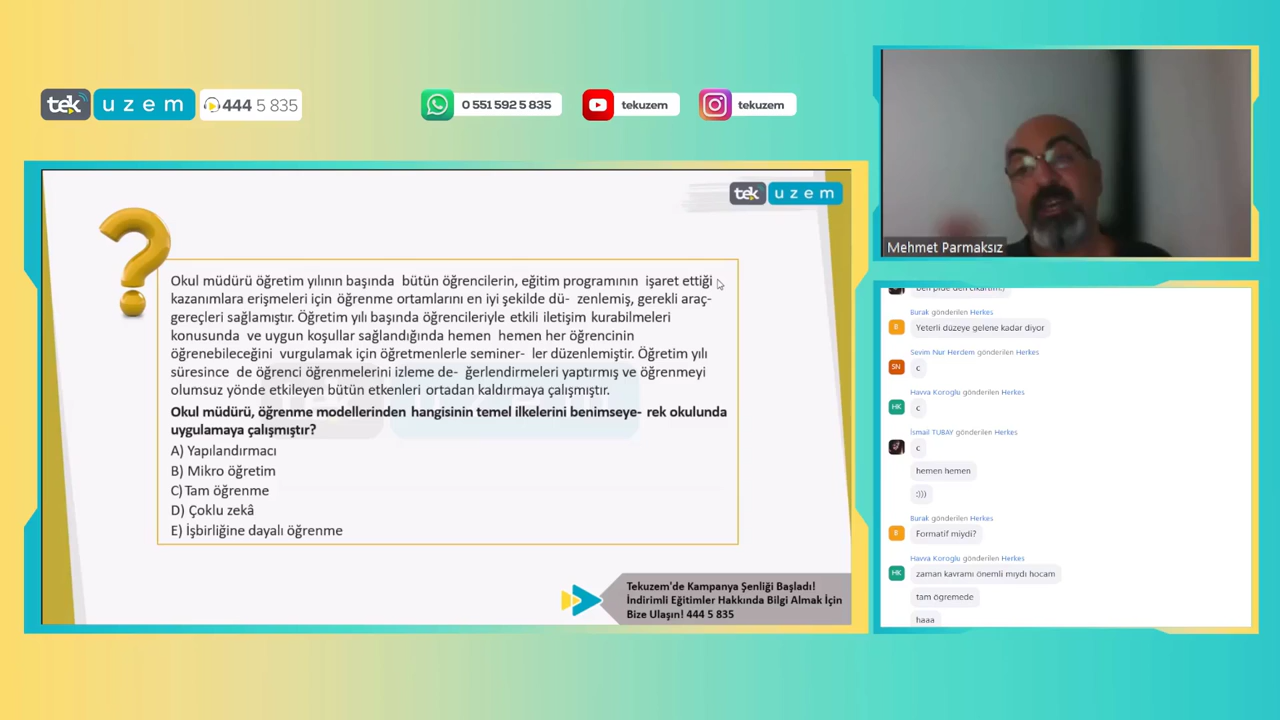 tek uzem 444 5 835
0 551 592 5 835
tekuzem
tekuzem
tek uzem
Okul müdürü öğretim yılının başında bütün öğrencilerin, eğitim programının işaret ettiği
kazanımlara erişmeleri için öğrenme ortamlarını en iyi şekilde dü- zenlemiş, gerekli araç-
gereçleri sağlamıştır. Öğretim yılı başında öğrencileriyle etkili iletişim kurabilmeleri
konusunda ve uygun koşullar sağlandığında hemen hemen her öğrencinin
öğrenebileceğini vurgulamak için öğretmenlerle seminer- ler düzenlemiştir. Öğretim yılı
süresince de öğrenci öğrenmelerini izleme de- ğerlendirmeleri yaptırmış ve öğrenmeyi
olumsuz yönde etkileyen bütün etkenleri ortadan kaldırmaya çalışmıştır.
Okul müdürü, öğrenme modellerinden hangisinin temel ilkelerini benimseye- rek okulunda
uygulamaya çalışmıştır?
A) Yapılandırmacı
B) Mikro öğretim
C) Tam öğrenme
D) Çoklu zekâ
E) İşbirliğine dayalı öğrenme
Tekuzem'de Kampanya Şenliği Başladı!
İndirimli Eğitimler Hakkında Bilgi Almak İçin
Bize Ulaşın! 444 5 835
Mehmet Parmaksız
Burak gönderilen Herkes
B
Yeterli düzeye gelene kadar diyor
Sevim Nur Herdem gönderilen Herkes
SN
c
Havva Koroglu gönderilen Herkes
HK
c
İsmail TUBAY gönderilen Herkes
c
hemen hemen
:)))
Burak gönderilen Herkes
B
Formatif miydi?
Havva Koroglu gönderilen Herkes
HK
zaman kavramı önemli mıydı hocam
tam ögremede
haaa